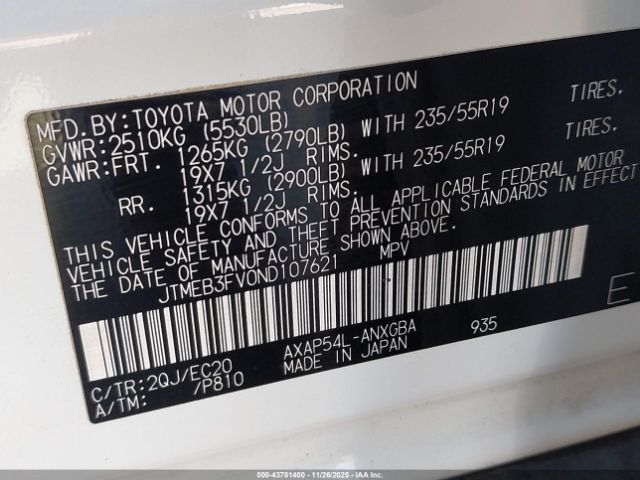 MFD. BY: TOYOTA MOTOR CORPORATION
GVWR: 2510KG (5530LB)
GAWR: FRT. 1265KG (2790LB) WITH 235/55R19 TIRES.
19X7 1/2J RIMS.
RR. 1315KG (2900LB) WITH 235/55R19 TIRES.
19X7 1/2J RIMS.
THIS VEHICLE CONFORMS TO ALL APPLICABLE FEDERAL MOTOR
VEHICLE SAFETY AND THEFT PREVENTION STANDARDS IN EFFECT
THE DATE OF MANUFACTURE SHOWN ABOVE.
JTMEB3FV0ND107621 MPV
E
C/TR: 2QJ/EC20 AXAP54L-ANXGBA 935
A/TM: /P810 MADE IN JAPAN
000-43781400 - 11/26/2025 - IAAI.COM